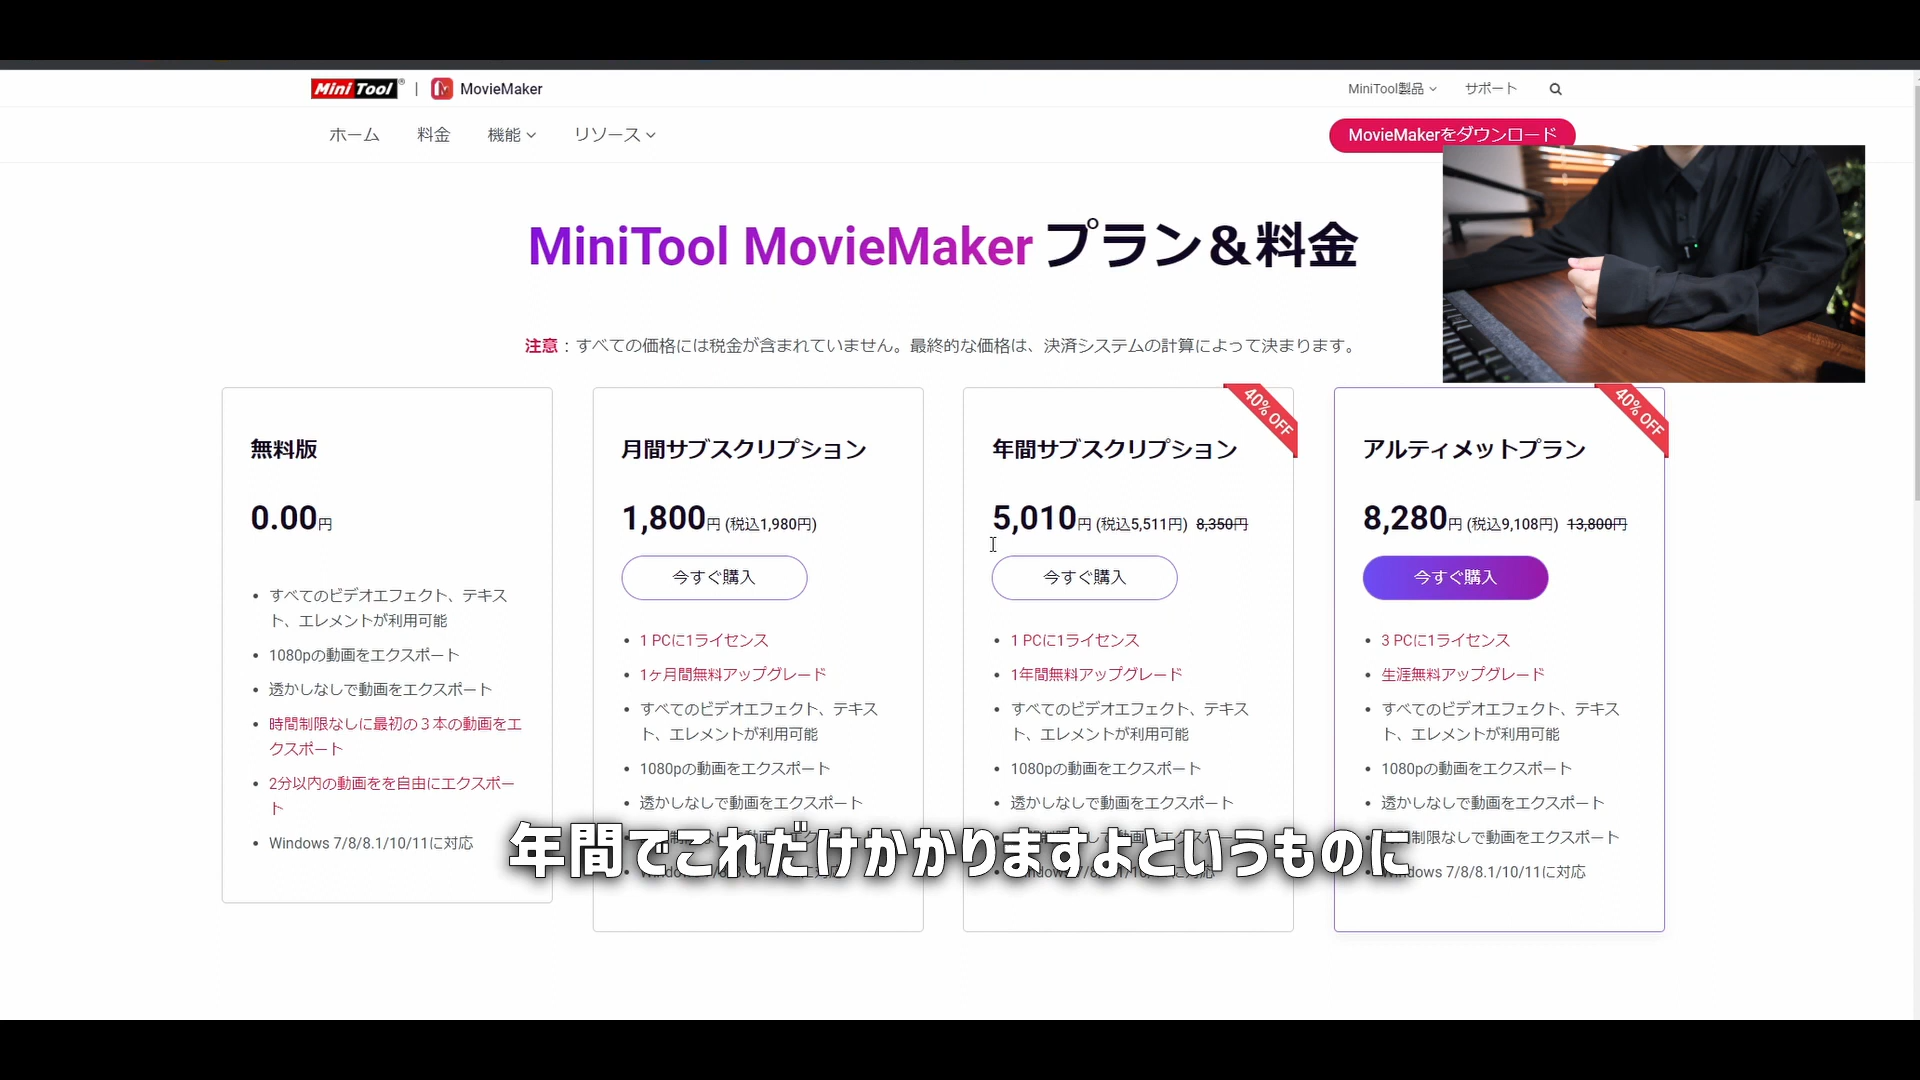 Mini Tool® | MovieMaker
MiniTool製品 サポート
ホーム 料金 機能 リソース
MovieMakerをダウンロード
MiniTool MovieMaker プラン＆料金
注意：すべての価格には税金が含まれていません。最終的な価格は、決済システムの計算によって決まります。
無料版
0.00円
• すべてのビデオエフェクト、テキス
ト、エレメントが利用可能
• 1080pの動画をエクスポート
• 透かしなしで動画をエクスポート
• 時間制限なしに最初の３本の動画をエ
クスポート
• 2分以内の動画をを自由にエクスポー
ト
• Windows 7/8/8.1/10/11に対応
月間サブスクリプション
1,800円 (税込1,980円)
今すぐ購入
• 1 PCに1ライセンス
• 1ヶ月間無料アップグレード
• すべてのビデオエフェクト、テキス
ト、エレメントが利用可能
• 1080pの動画をエクスポート
• 透かしなしで動画をエクスポート
40% OFF
年間サブスクリプション
5,010円 (税込5,511円) 8,350円
今すぐ購入
• 1 PCに1ライセンス
• 1年間無料アップグレード
• すべてのビデオエフェクト、テキス
ト、エレメントが利用可能
• 1080pの動画をエクスポート
• 透かしなしで動画をエクスポート
40% OFF
アルティメットプラン
8,280円 (税込9,108円) 13,800円
今すぐ購入
• 3 PCに1ライセンス
• 生涯無料アップグレード
• すべてのビデオエフェクト、テキス
ト、エレメントが利用可能
• 1080pの動画をエクスポート
• 透かしなしで動画をエクスポート
制限なしで動画をエクスポート
7/8/8.1/10/11に対応
年間でこれだけかかりますよというものに